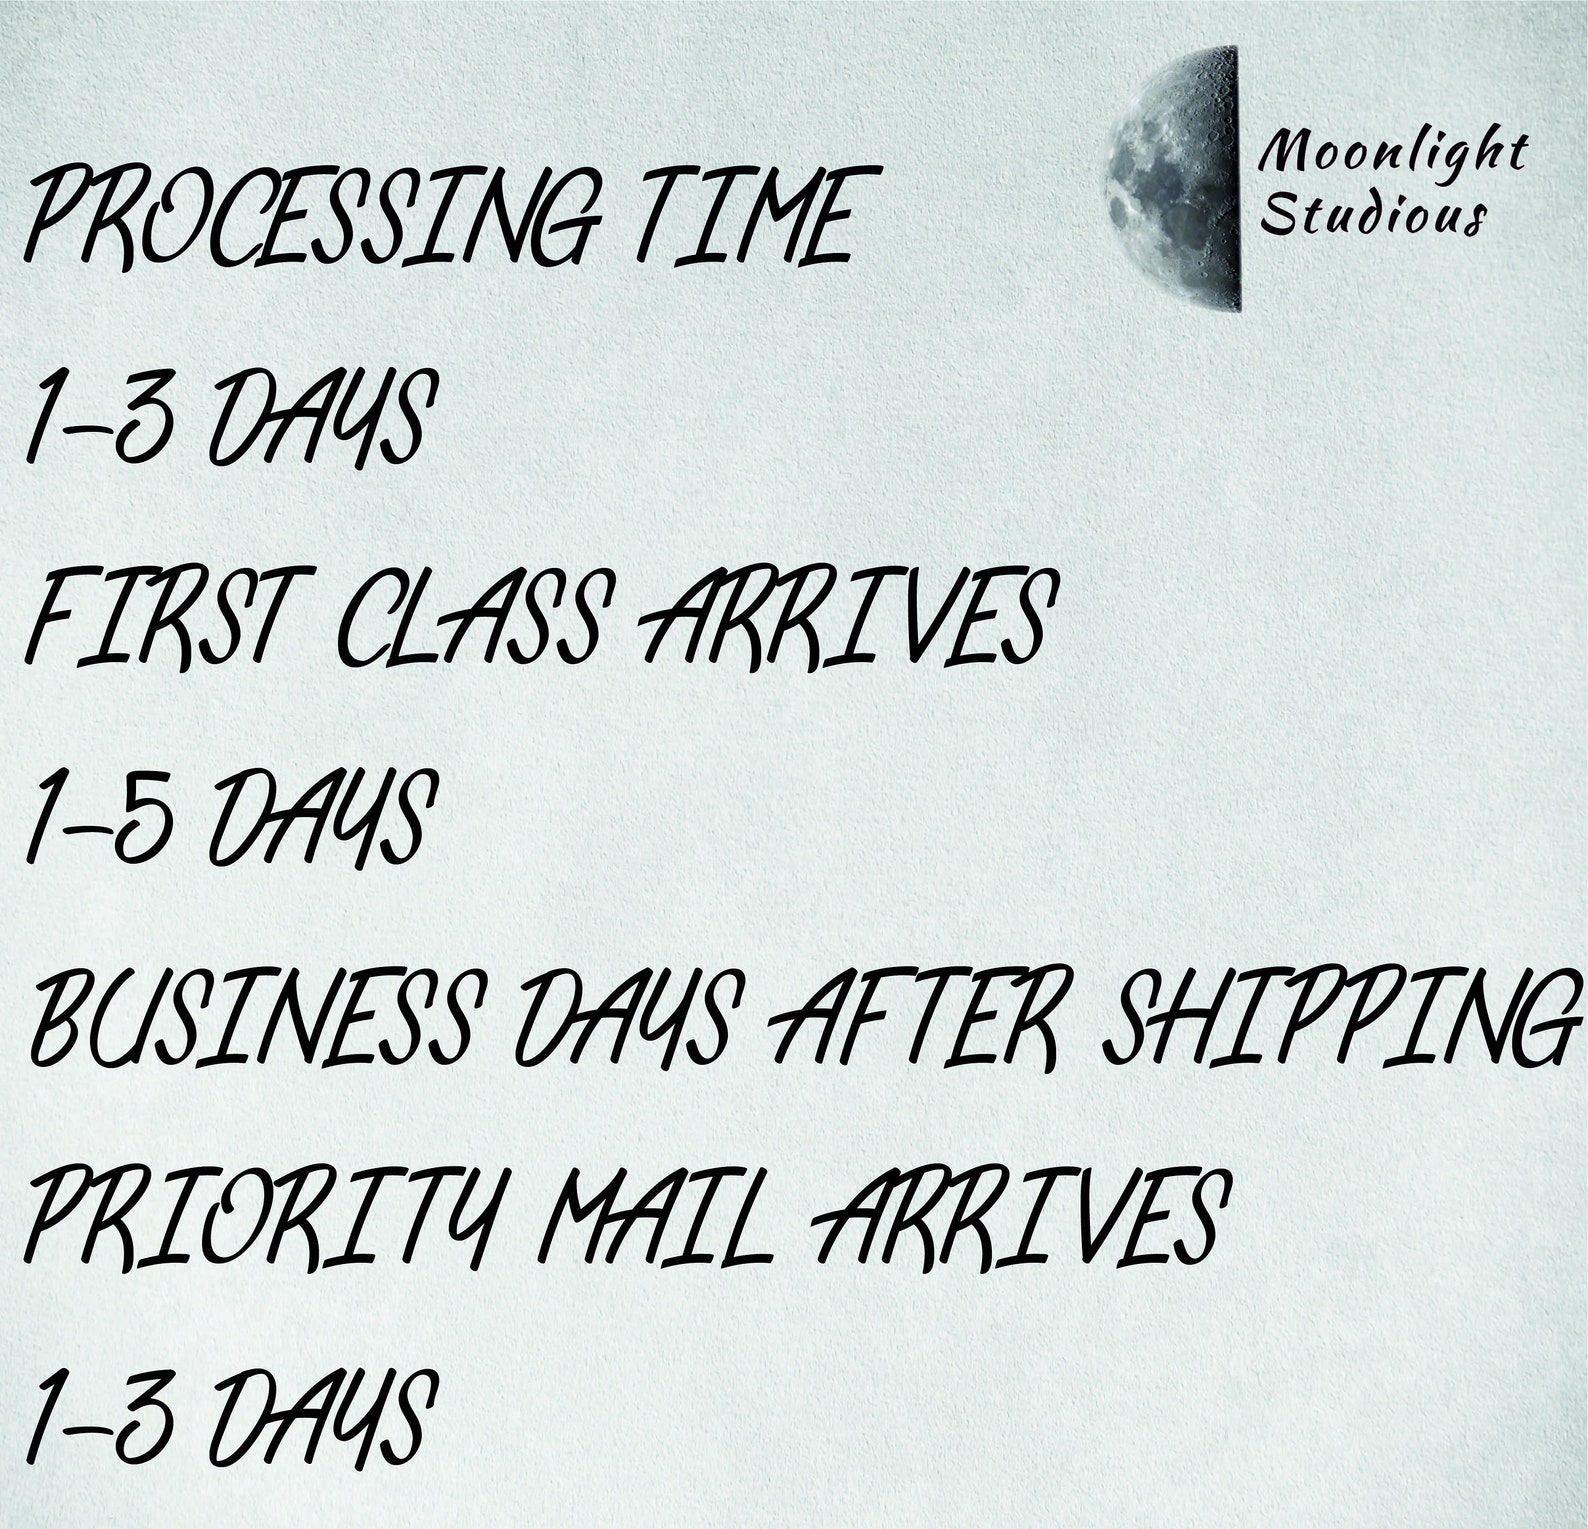 Moonlight
Studious
PROCESSING TIME
1-3 DAYS
FIRST CLASS ARRIVES
1-5 DAYS
BUSINESS DAYS AFTER SHIPPING
PRIORITY MAIL ARRIVES
1-3 DAYS